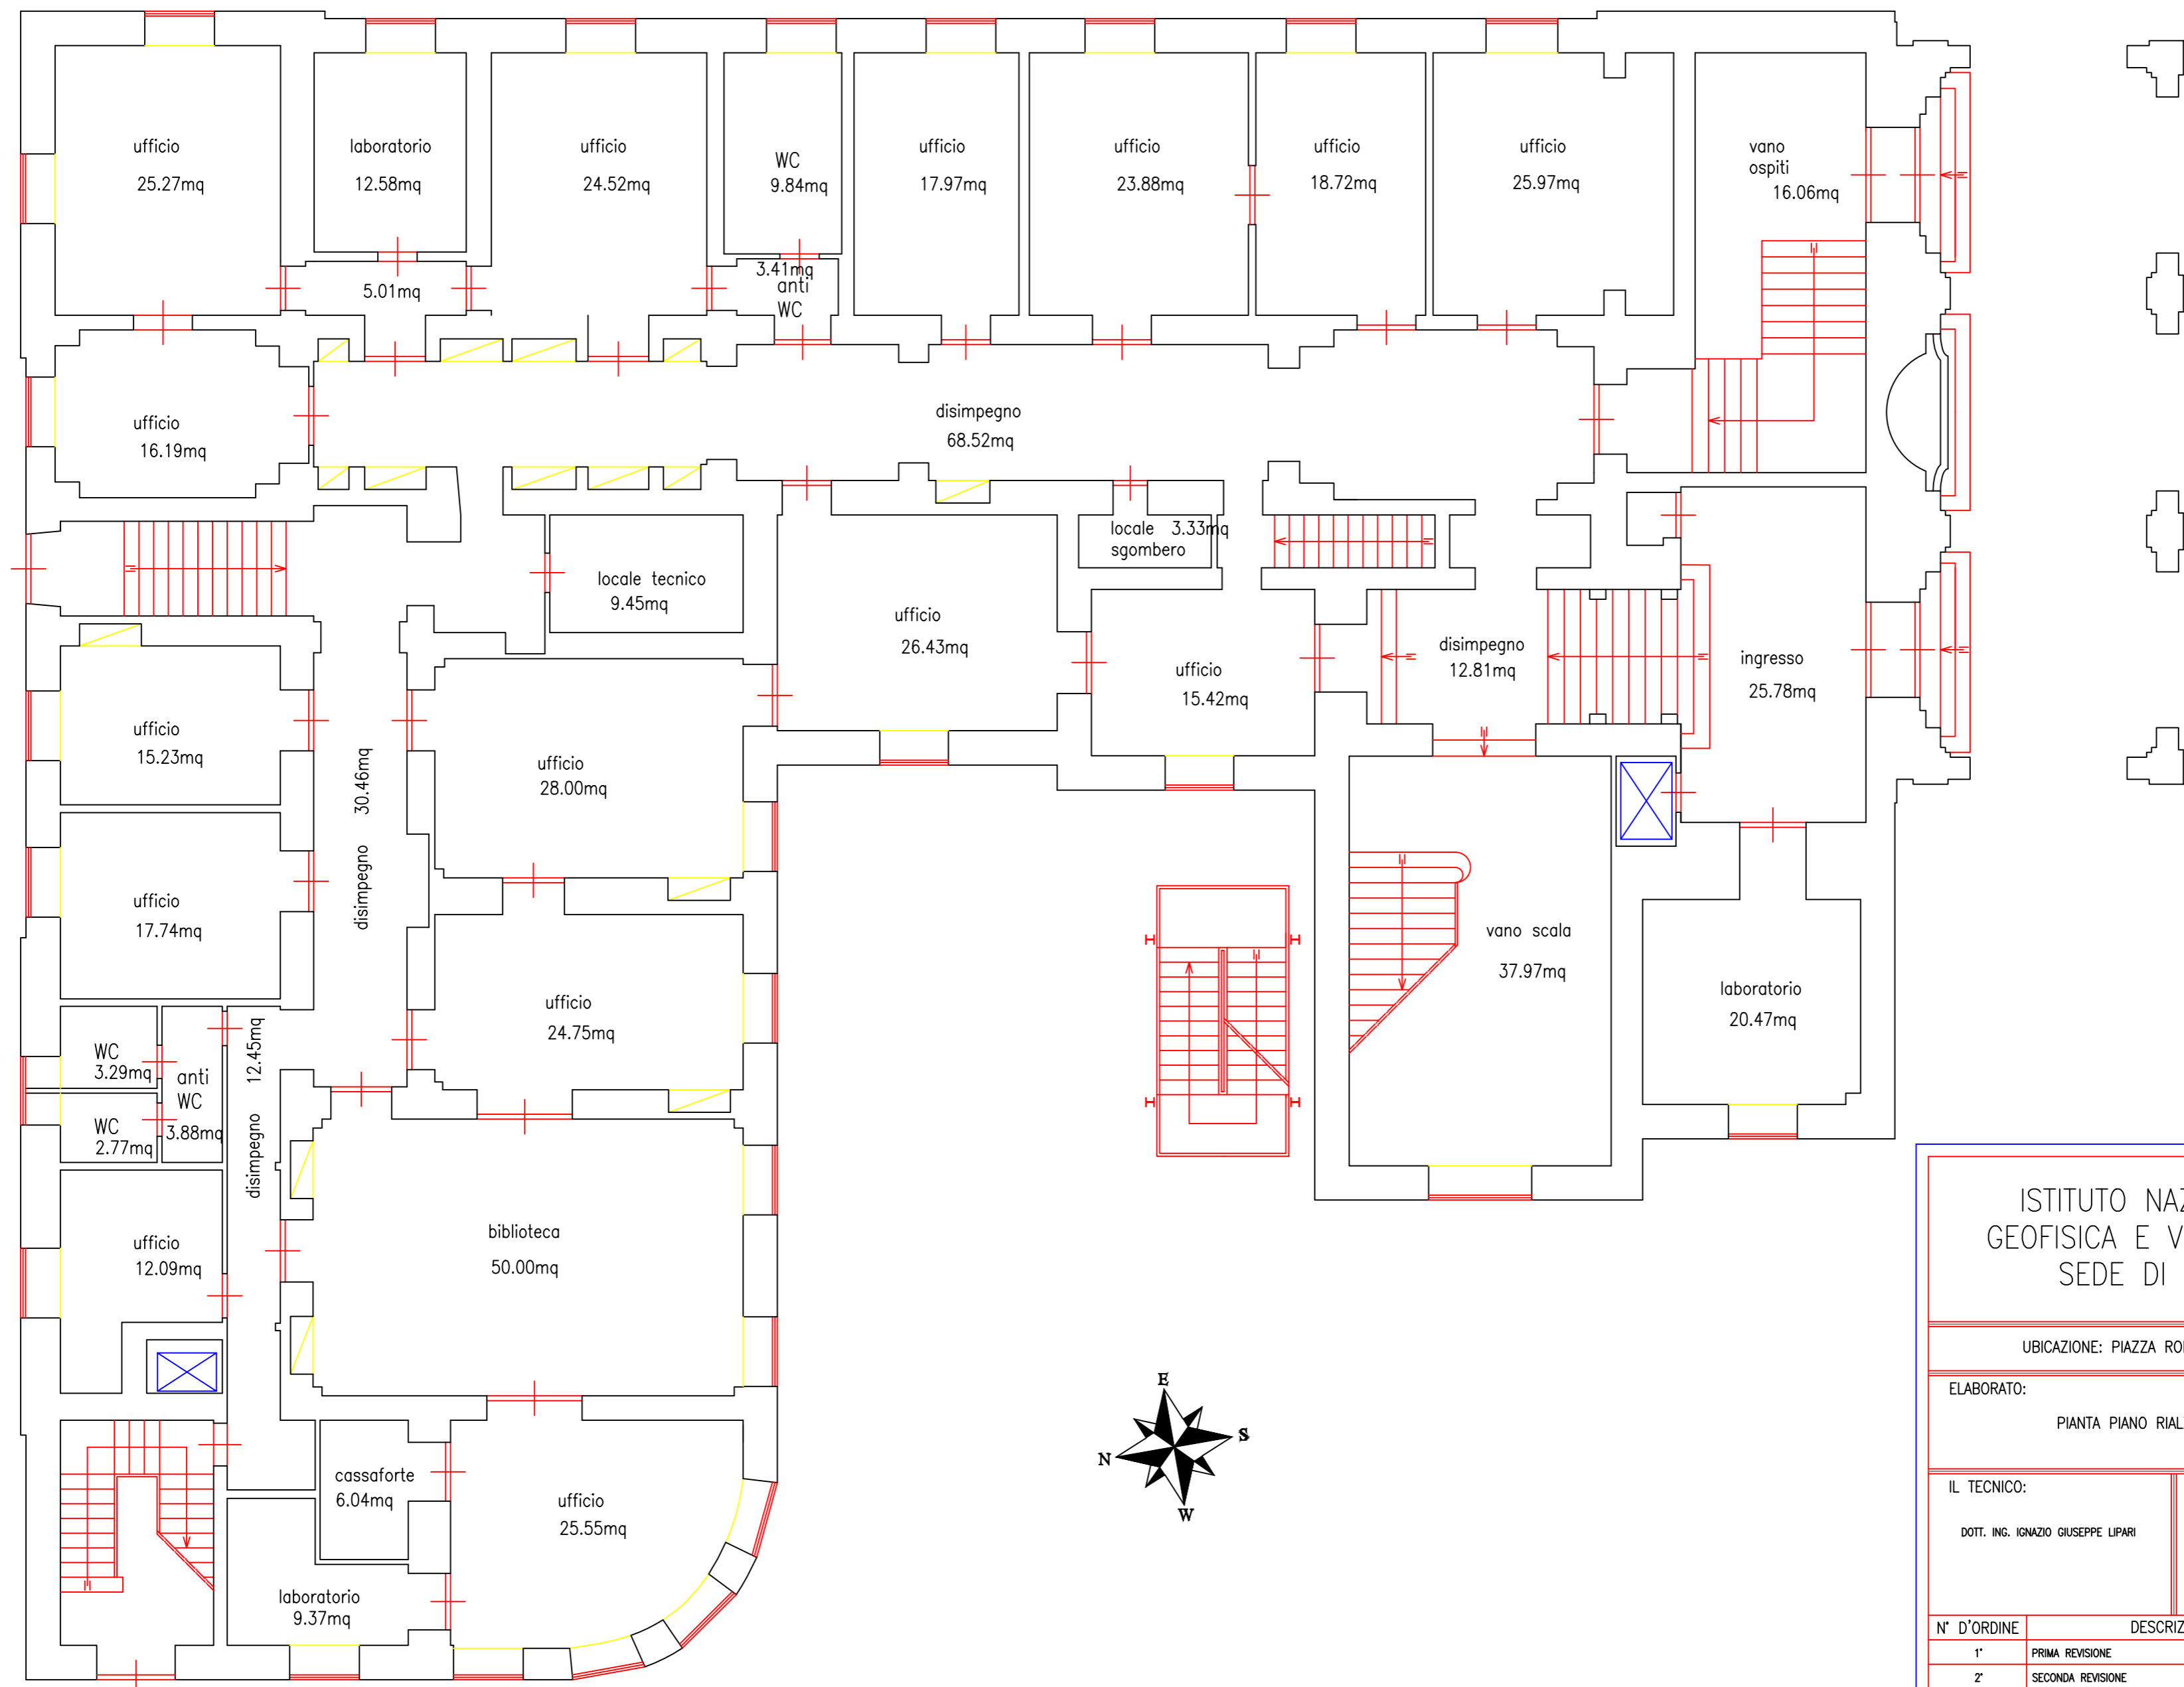 ufficio
25.27mq
laboratorio
12.58mq
ufficio
24.52mq
WC
9.84mq
ufficio
17.97mq
ufficio
23.88mq
ufficio
18.72mq
ufficio
25.97mq
vano
ospiti
16.06mq
5.01mq
3.41mq
anti
WC
ufficio
16.19mq
disimpegno
68.52mq
locale tecnico
9.45mq
locale 3.33mq
sgombero
ufficio
26.43mq
ufficio
15.42mq
disimpegno
12.81mq
ingresso
25.78mq
ufficio
15.23mq
disimpegno 30.46mq
ufficio
28.00mq
ufficio
17.74mq
ufficio
24.75mq
vano scala
37.97mq
laboratorio
20.47mq
WC
3.29mq
anti
WC
3.88mq
WC
2.77mq
disimpegno 12.45mq
ufficio
12.09mq
biblioteca
50.00mq
cassaforte
6.04mq
ufficio
25.55mq
laboratorio
9.37mq
E
S
N
W
ISTITUTO NAZ
GEOFISICA E V
SEDE DI
UBICAZIONE: PIAZZA RO
ELABORATO:
PIANTA PIANO RIAL
IL TECNICO:
DOTT. ING. IGNAZIO GIUSEPPE LIPARI
N° D'ORDINE DESCRIZ
1° PRIMA REVISIONE
2° SECONDA REVISIONE